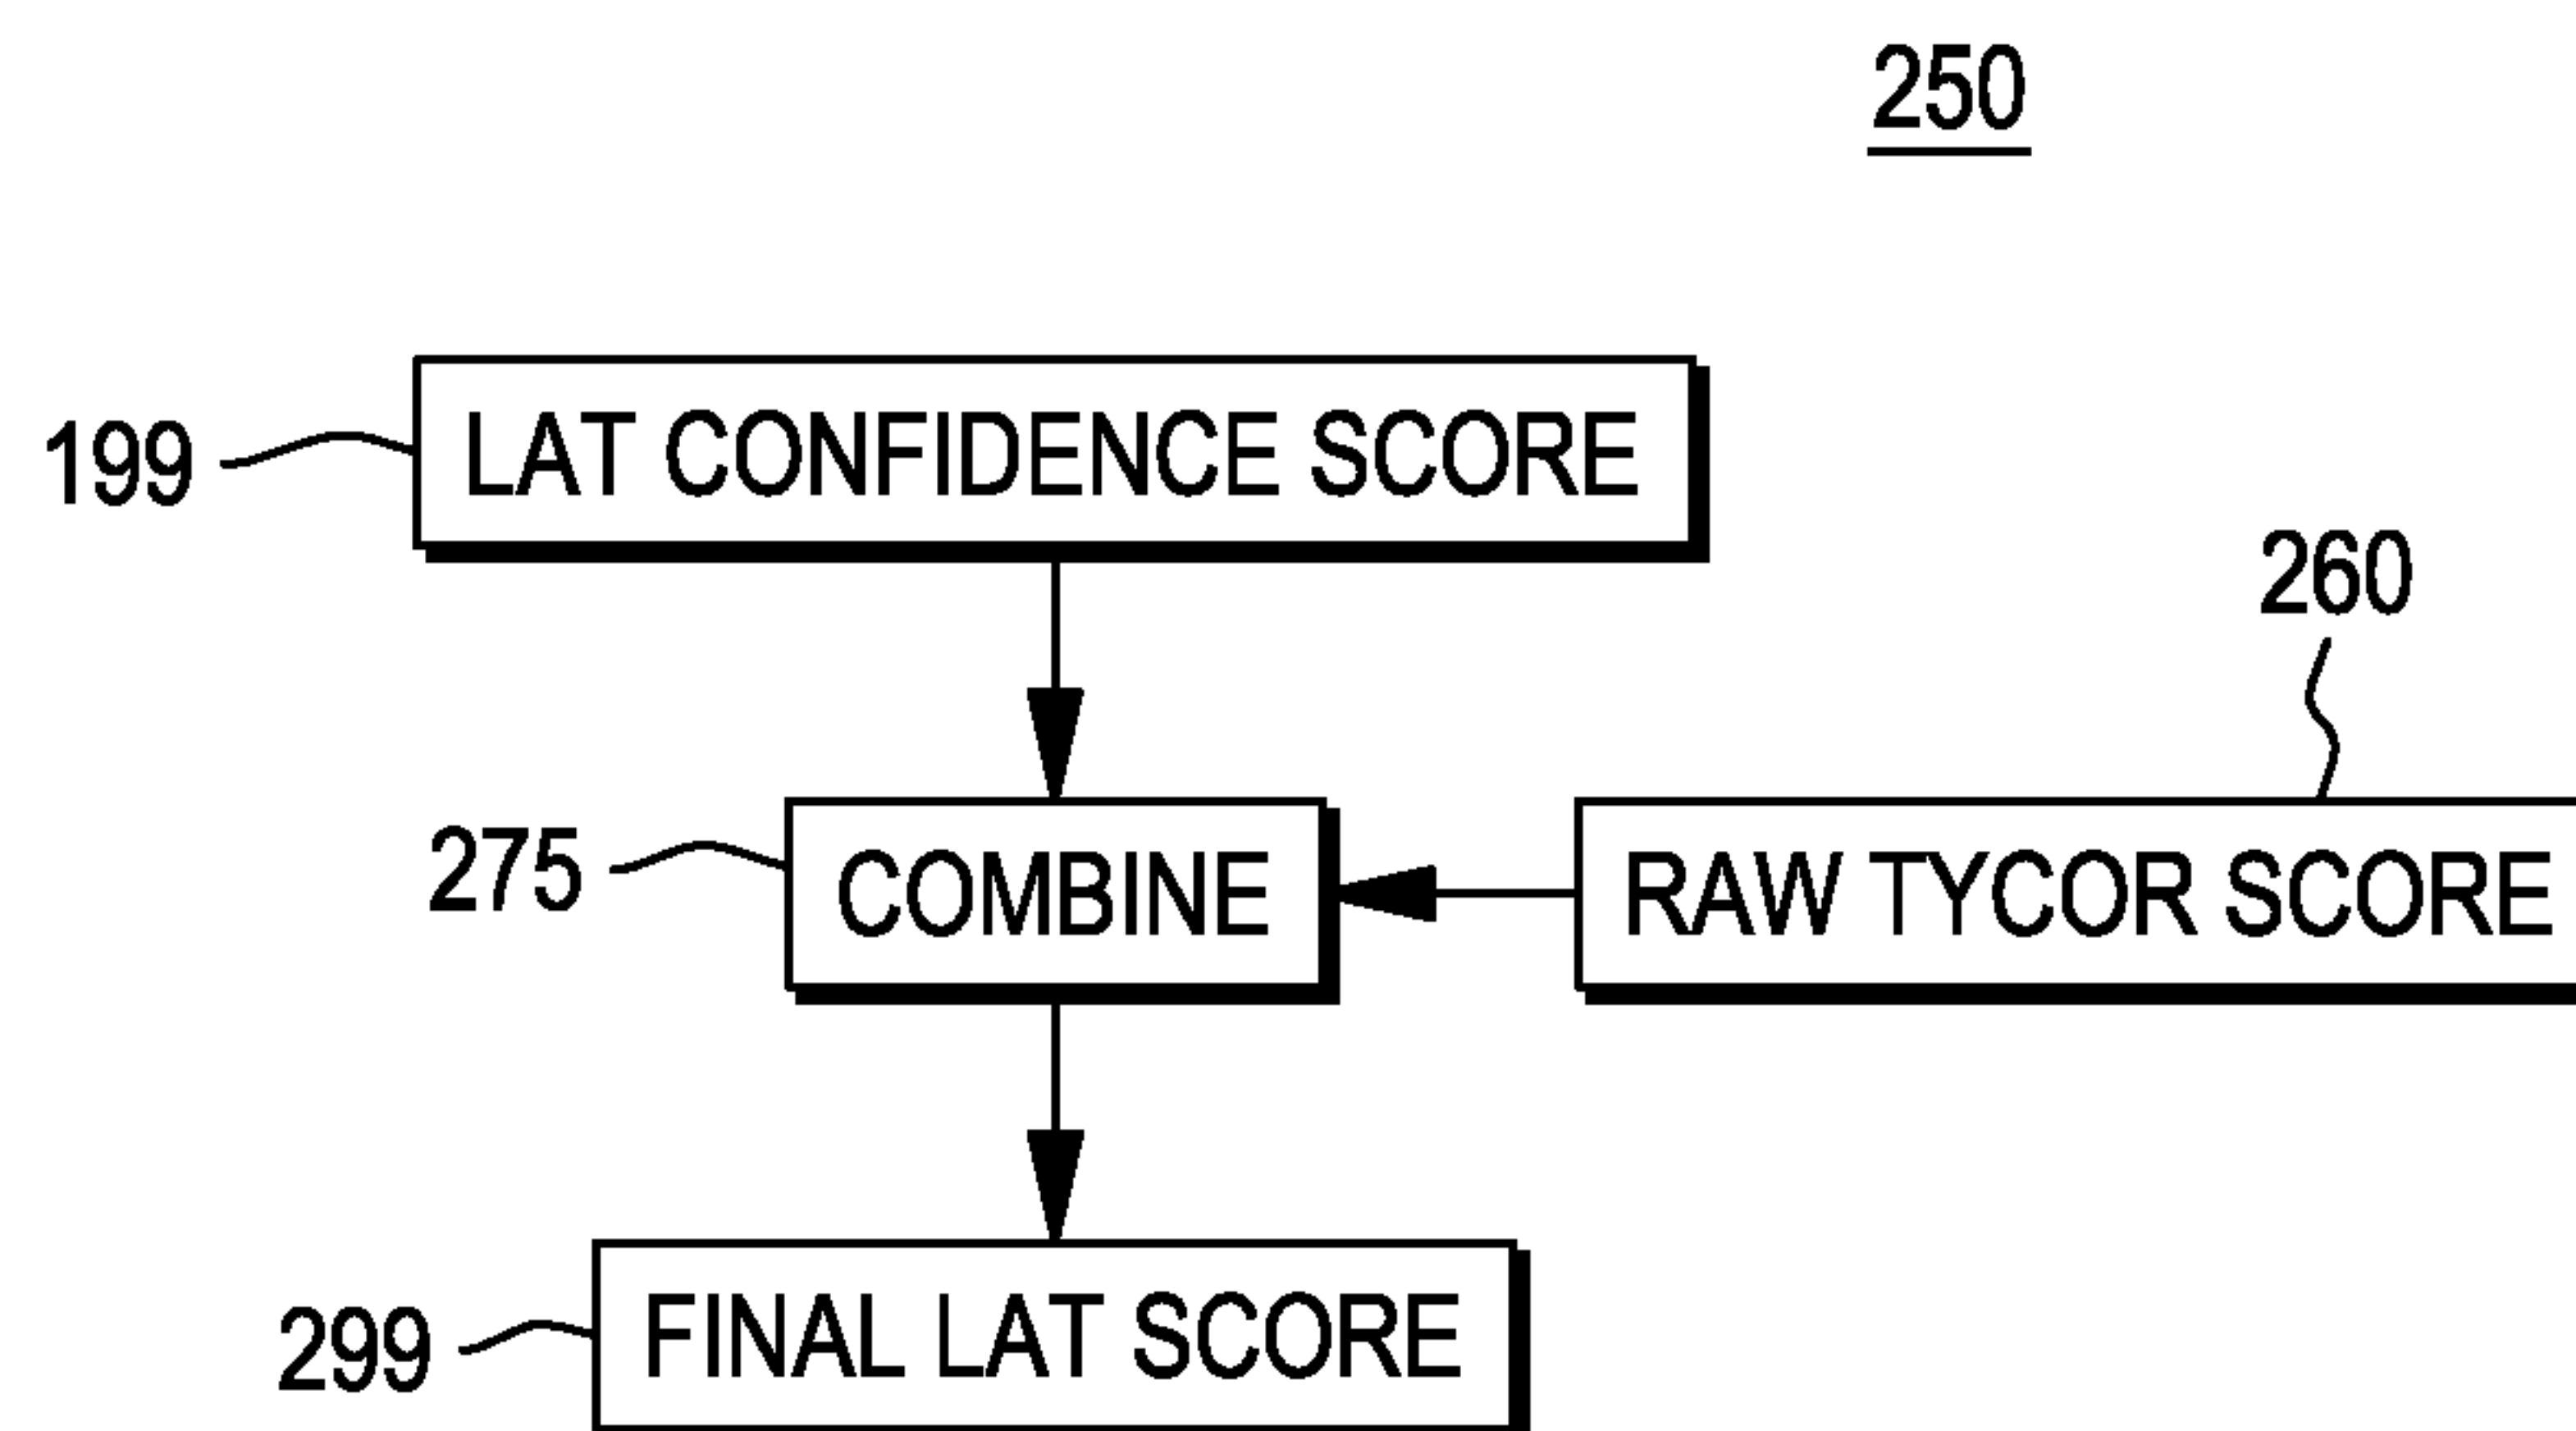 250
199
LAT CONFIDENCE SCORE
260
275
COMBINE
RAW TYCOR SCORE
299
FINAL LAT SCORE